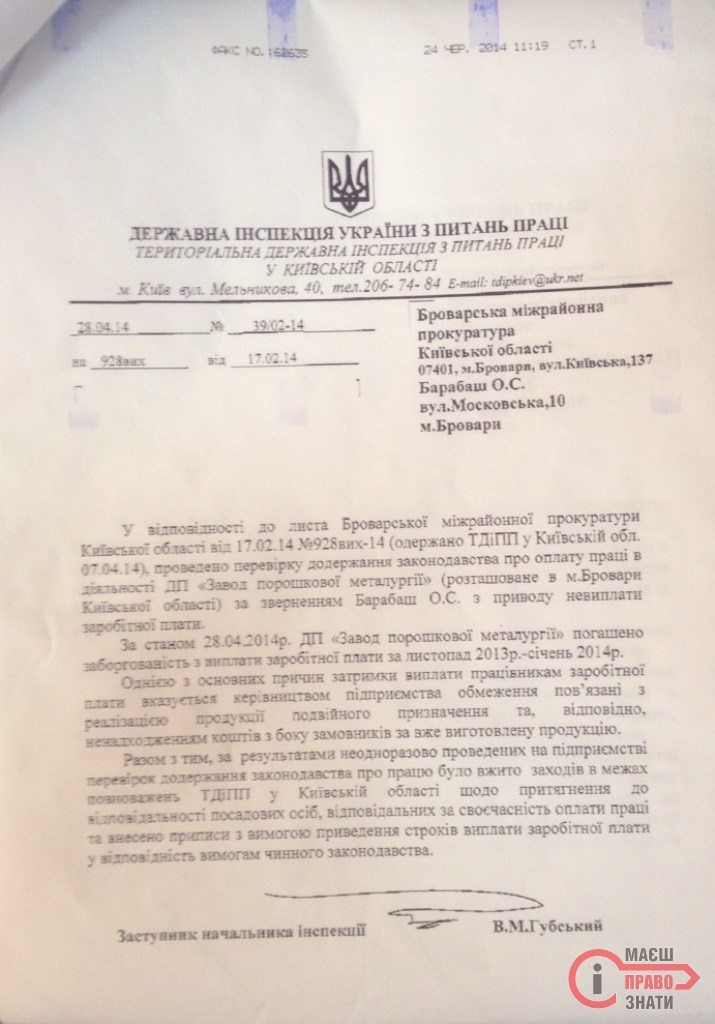 ФАКС NO. :62635 24 ЧЕР. 2014 11:19 СТ.1
ДЕРЖАВНА ІНСПЕКЦІЯ УКРАЇНИ З ПИТАНЬ ПРАЦІ
ТЕРИТОРІАЛЬНА ДЕРЖАВНА ІНСПЕКЦІЯ З ПИТАНЬ ПРАЦІ
У КИЇВСЬКІЙ ОБЛАСТІ
м. Київ вул. Мельникова, 40, тел.206- 74- 84 E-mail: tdipkiev@ukr.net
28.04.14 № 39/02-14
на 928вих від 17.02.14
Броварська міжрайонна
прокуратура
Київської області
07401, м.Бровари, вул.Київська,137
Барабаш О.С.
вул.Московська,10
м.Бровари
У відповідності до листа Броварської міжрайонної прокуратури
Київської області від 17.02.14 №928вих-14 (одержано ТДіПП у Київській обл.
07.04.14), проведено перевірку додержання законодавства про оплату праці в
діяльності ДП «Завод порошкової металургії» (розташоване в м.Бровари
Київської області) за зверненням Барабаш О.С. з приводу невиплати
заробітної плати.
За станом 28.04.2014р. ДП «Завод порошкової металургії» погашено
заборгованість з виплати заробітної плати за листопад 2013р.-січень 2014р.
Однією з основних причин затримки виплати працівникам заробітної
плати вказується керівництвом підприємства обмеження пов’язані з
реалізацією продукції подвійного призначення та, відповідно,
ненадходженням коштів з боку замовників за вже виготовлену продукцію.
Разом з тим, за результатами неодноразово проведених на підприємстві
перевірок додержання законодавства про працю було вжито заходів в межах
повноважень ТДіПП у Київській області щодо притягнення до
відповідальності посадових осіб, відповідальних за своєчасність оплати праці
та внесено приписи з вимогою приведення строків виплати заробітної плати
у відповідність вимогам чинного законодавства.
Заступник начальника інспекції В.М.Губський
МАЄШ
ПРАВО
ЗНАТИ